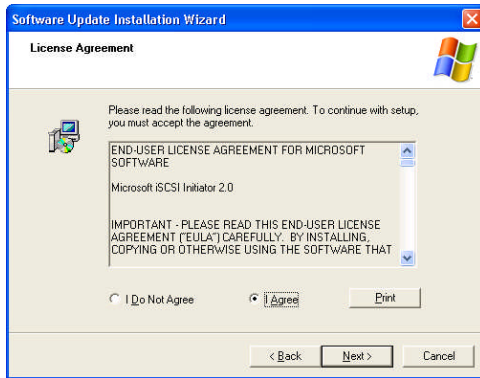 Software Update Installation Wizard
License Agreement
Please read the following license agreement. To continue with setup,
you must accept the agreement.
END-USER LICENSE AGREEMENT FOR MICROSOFT
SOFTWARE
Microsoft iSCSI Initiator 2.0
IMPORTANT - PLEASE READ THIS END-USER LICENSE
AGREEMENT ("EULA") CAREFULLY. BY INSTALLING,
COPYING OR OTHERWISE USING THE SOFTWARE THAT
I Do Not Agree
I Agree
Print
< Back
Next >
Cancel